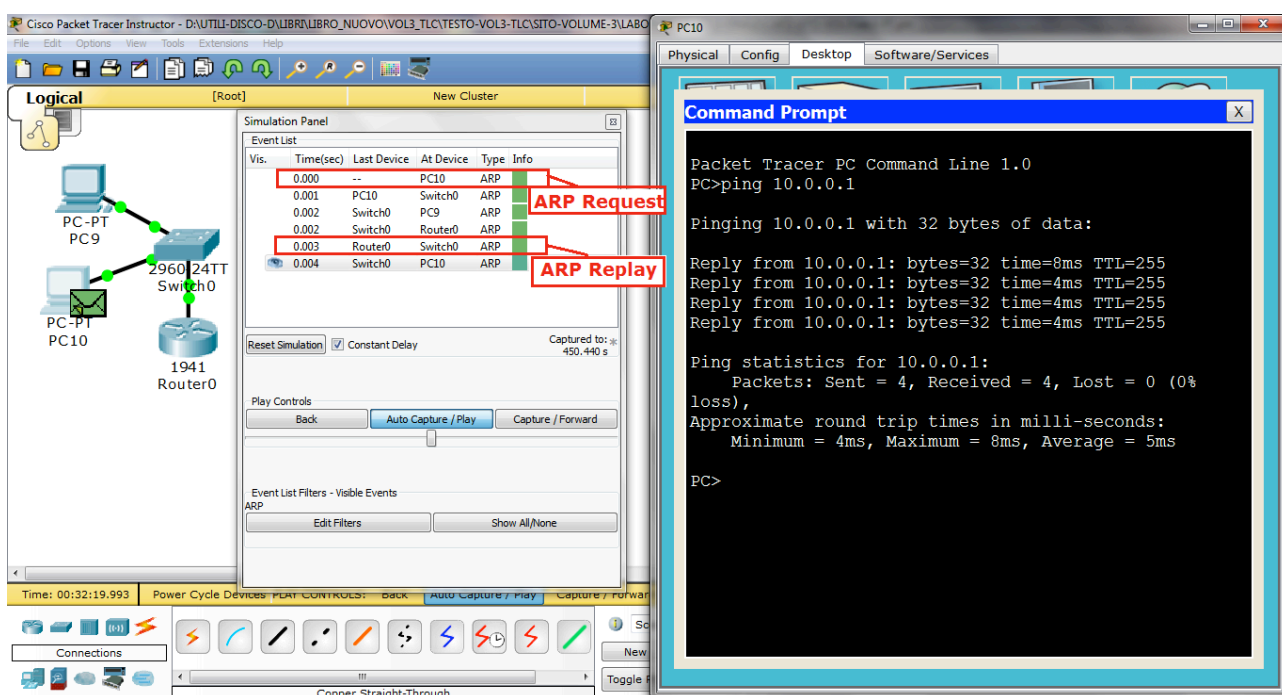 Cisco Packet Tracer Instructor - D:\UTILI-DISCO-D\LIBRI\LIBRO_NUOVO\VOL3_TLC\TESTO-VOL3-TLC\SITO-VOLUME-3\LABO
File Edit Options View Tools Extensions Help
Logical [Root] New Cluster
PC-PT
PC9
2960 24TT
Switch0
PC-PT
PC10
1941
Router0
Simulation Panel
Event List
Vis. Time(sec) Last Device At Device Type Info
0.000 -- PC10 ARP
0.001 PC10 Switch0 ARP
0.002 Switch0 PC9 ARP
0.002 Switch0 Router0 ARP
0.003 Router0 Switch0 ARP
0.004 Switch0 PC10 ARP
ARP Request
ARP Replay
Reset Simulation Constant Delay
Captured to: *
450.440 s
Play Controls
Back Auto Capture / Play Capture / Forward
Event List Filters - Visible Events
ARP
Edit Filters Show All/None
Time: 00:32:19.993 Power Cycle Devices PLAY CONTROLS: Back Auto Capture / Play Capture / Forwar
Connections
New
Toggle
Copper Straight-Through
PC10
Physical Config Desktop Software/Services
Command Prompt X
Packet Tracer PC Command Line 1.0
PC>ping 10.0.0.1
Pinging 10.0.0.1 with 32 bytes of data:
Reply from 10.0.0.1: bytes=32 time=8ms TTL=255
Reply from 10.0.0.1: bytes=32 time=4ms TTL=255
Reply from 10.0.0.1: bytes=32 time=4ms TTL=255
Reply from 10.0.0.1: bytes=32 time=4ms TTL=255
Ping statistics for 10.0.0.1:
Packets: Sent = 4, Received = 4, Lost = 0 (0%
loss),
Approximate round trip times in milli-seconds:
Minimum = 4ms, Maximum = 8ms, Average = 5ms
PC>